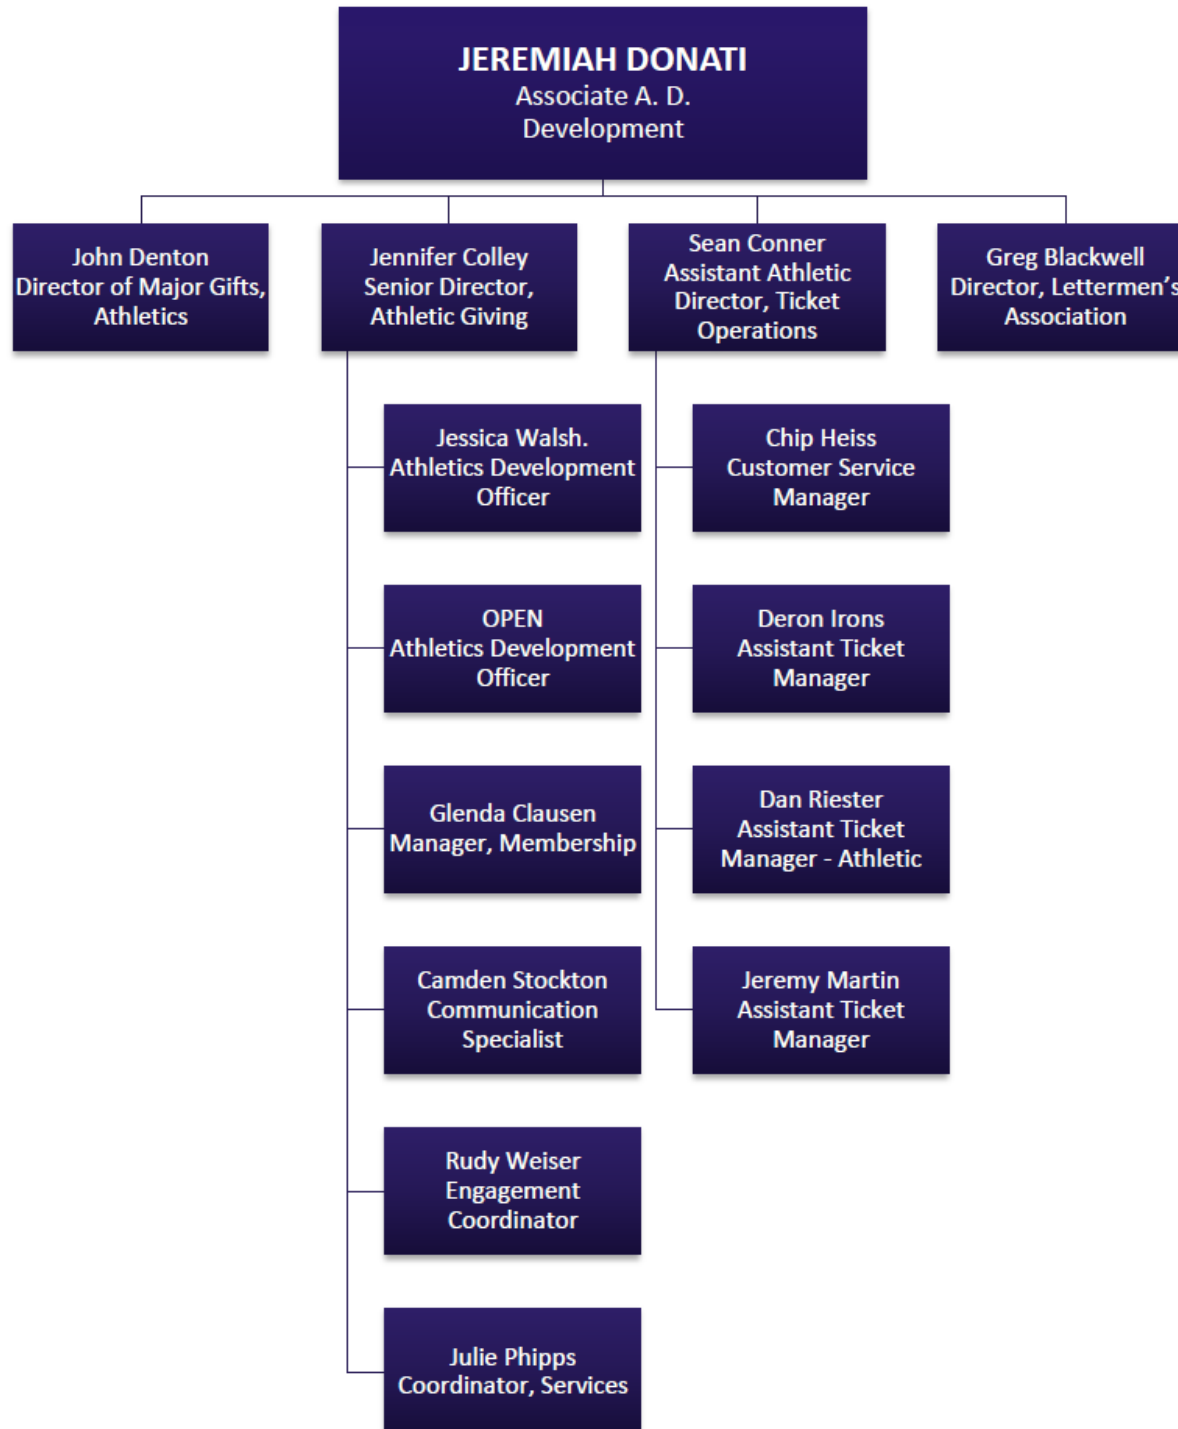 JEREMIAH DONATI
Associate A. D.
Development
John Denton
Director of Major Gifts,
Athletics
Jennifer Colley
Senior Director,
Athletic Giving
Sean Conner
Assistant Athletic
Director, Ticket
Operations
Greg Blackwell
Director, Lettermen’s
Association
Jessica Walsh.
Athletics Development
Officer
OPEN
Athletics Development
Officer
Glenda Clausen
Manager, Membership
Camden Stockton
Communication
Specialist
Rudy Weiser
Engagement
Coordinator
Julie Phipps
Coordinator, Services
Chip Heiss
Customer Service
Manager
Deron Irons
Assistant Ticket
Manager
Dan Riester
Assistant Ticket
Manager - Athletic
Jeremy Martin
Assistant Ticket
Manager